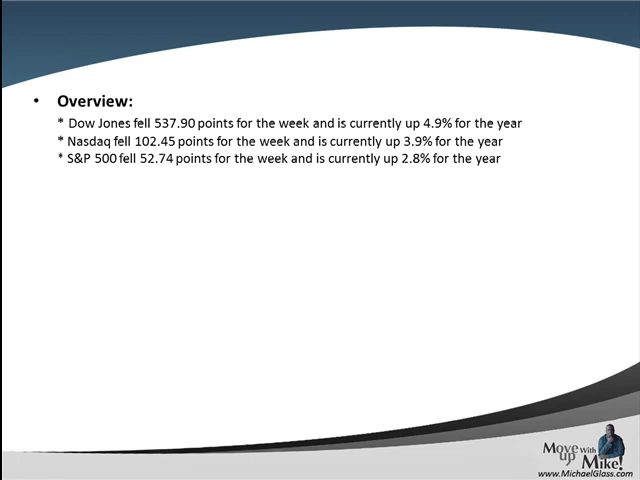 • Overview:
* Dow Jones fell 537.90 points for the week and is currently up 4.9% for the year
* Nasdaq fell 102.45 points for the week and is currently up 3.9% for the year
* S&P 500 fell 52.74 points for the week and is currently up 2.8% for the year
Move up With Mike!
www.MichaelGlass.com